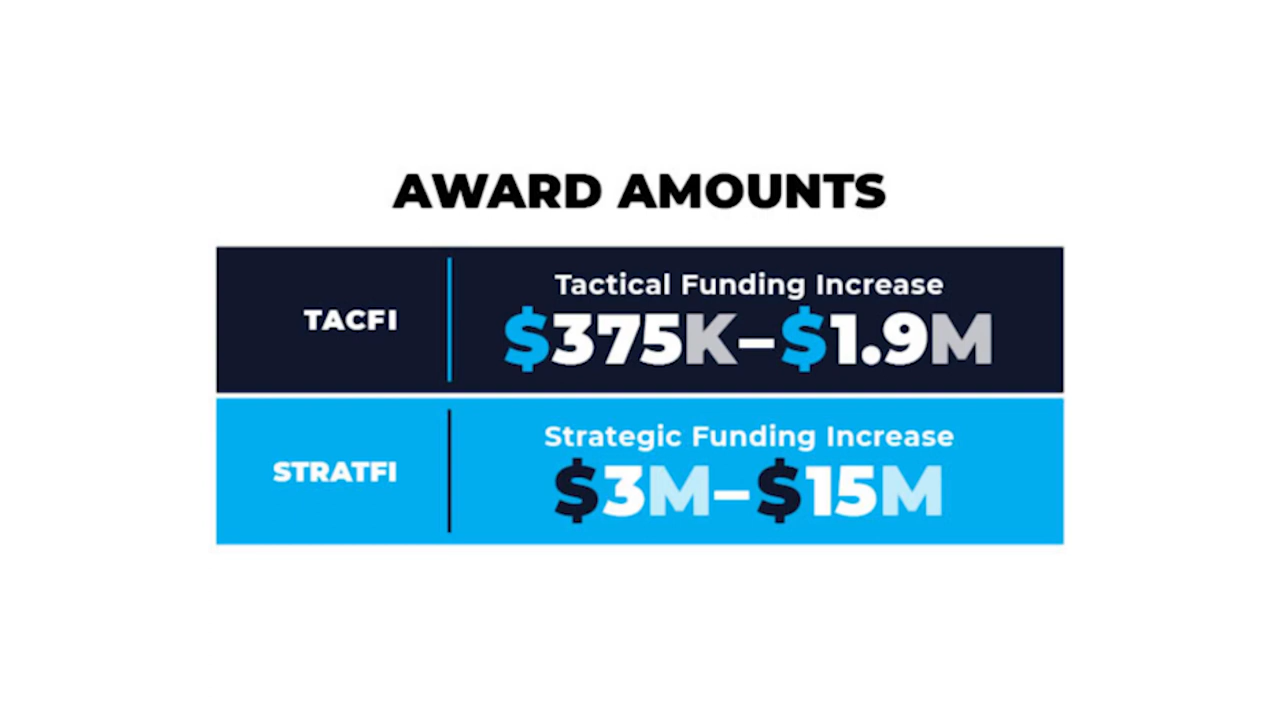 AWARD AMOUNTS
TACFI
Tactical Funding Increase
$375K–$1.9M
STRATFI
Strategic Funding Increase
$3M–$15M